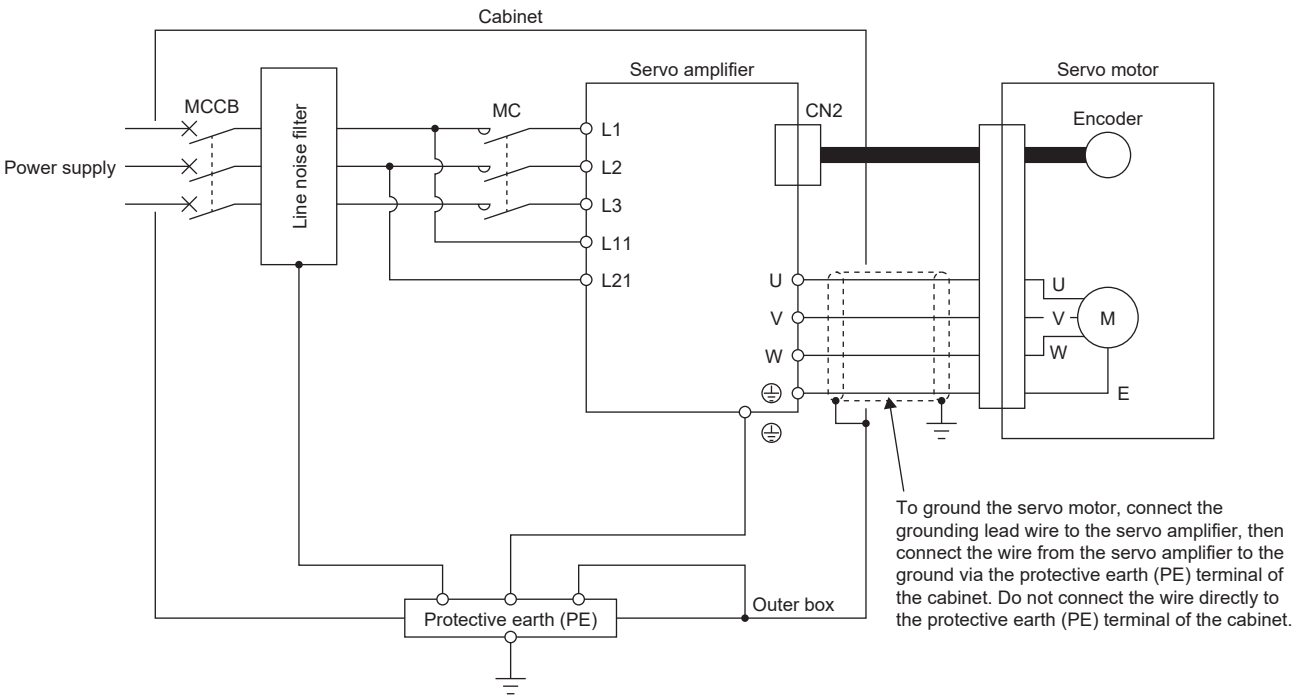 Cabinet
Servo amplifier
Servo motor
MCCB
MC
CN2
Encoder
Line noise filter
Power supply
L1
L2
L3
L11
L21
U
V
W
U
V
W
M
E
To ground the servo motor, connect the
grounding lead wire to the servo amplifier, then
connect the wire from the servo amplifier to the
ground via the protective earth (PE) terminal of
the cabinet. Do not connect the wire directly to
the protective earth (PE) terminal of the cabinet.
Outer box
Protective earth (PE)